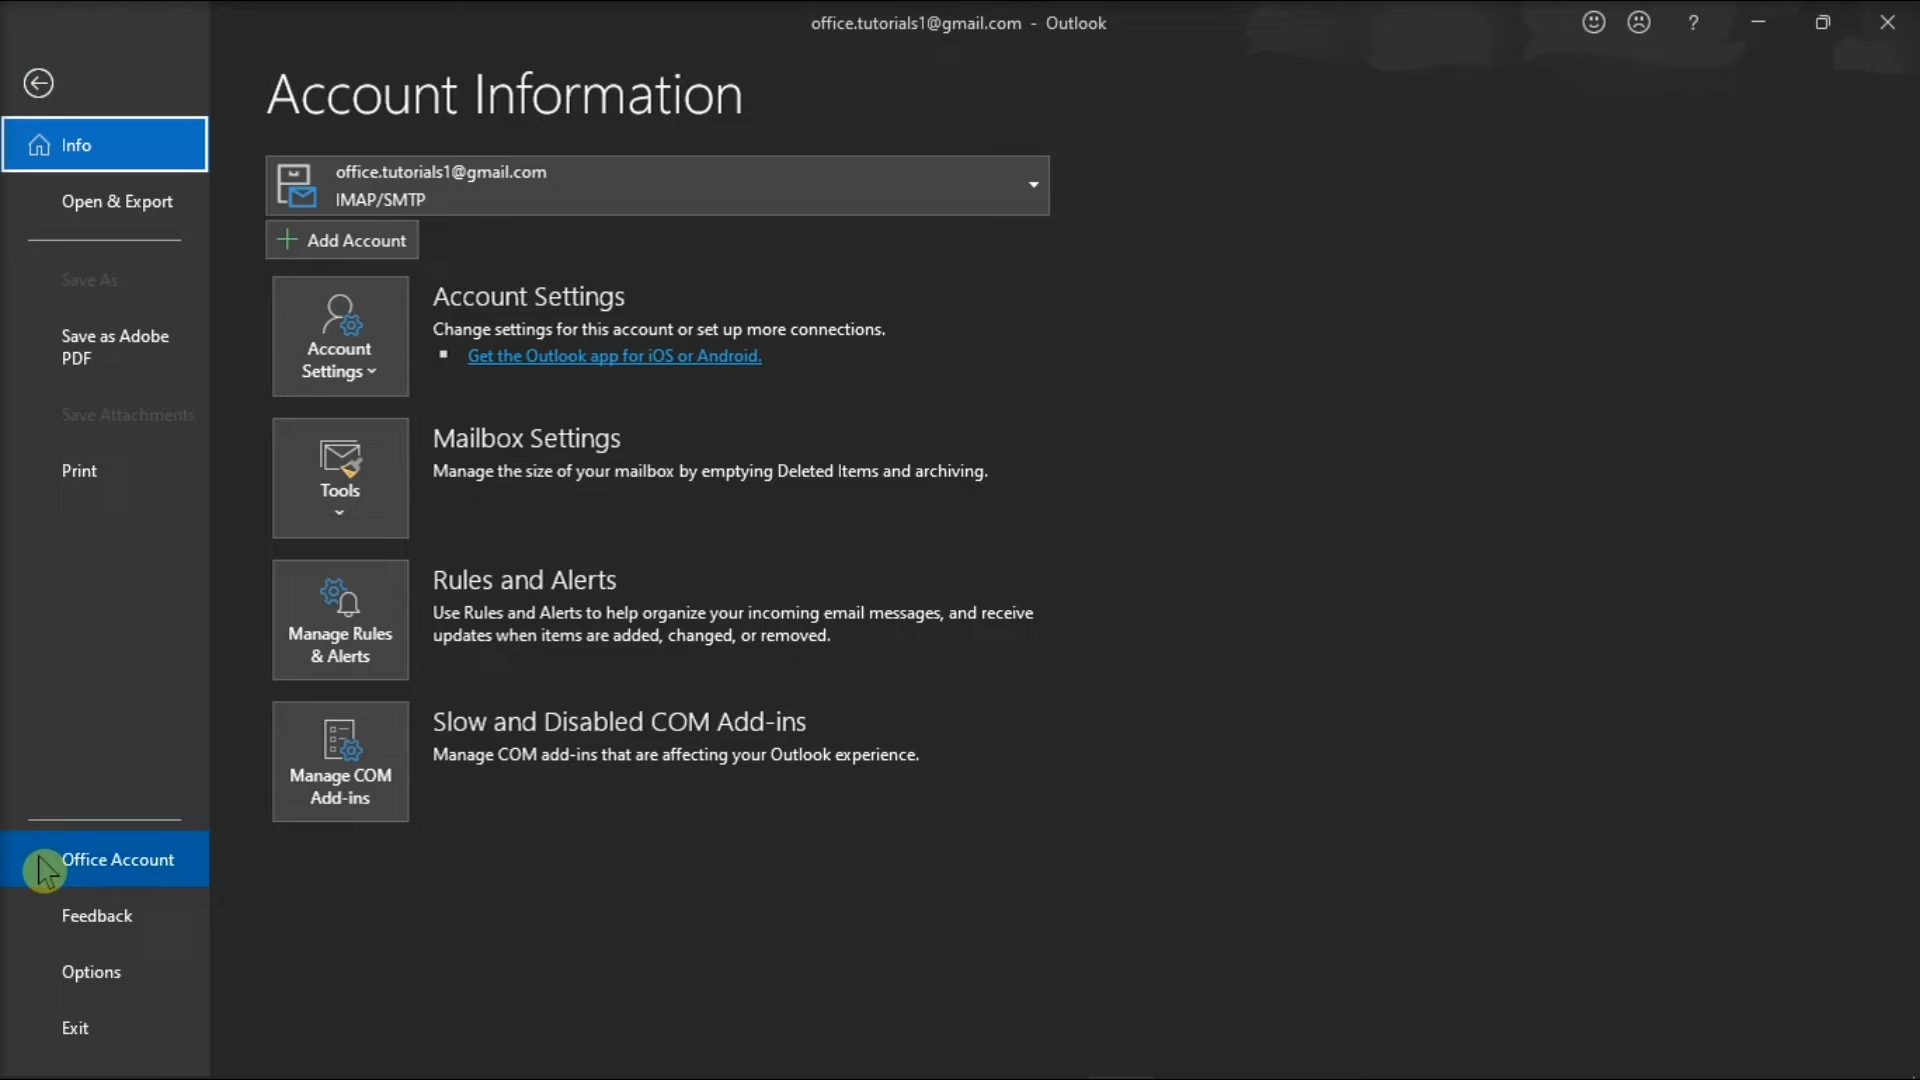 office.tutorials1@gmail.com - Outlook
?
Account Information
Info
office.tutorials1@gmail.com
IMAP/SMTP
Open & Export
Add Account
Save As
Account Settings
Change settings for this account or set up more connections.
Get the Outlook app for iOS or Android.
Account
Settings
Save as Adobe
PDF
Save Attachments
Mailbox Settings
Manage the size of your mailbox by emptying Deleted Items and archiving.
Tools
Print
Rules and Alerts
Use Rules and Alerts to help organize your incoming email messages, and receive
updates when items are added, changed, or removed.
Manage Rules
& Alerts
Slow and Disabled COM Add-ins
Manage COM add-ins that are affecting your Outlook experience.
Manage COM
Add-ins
Office Account
Feedback
Options
Exit